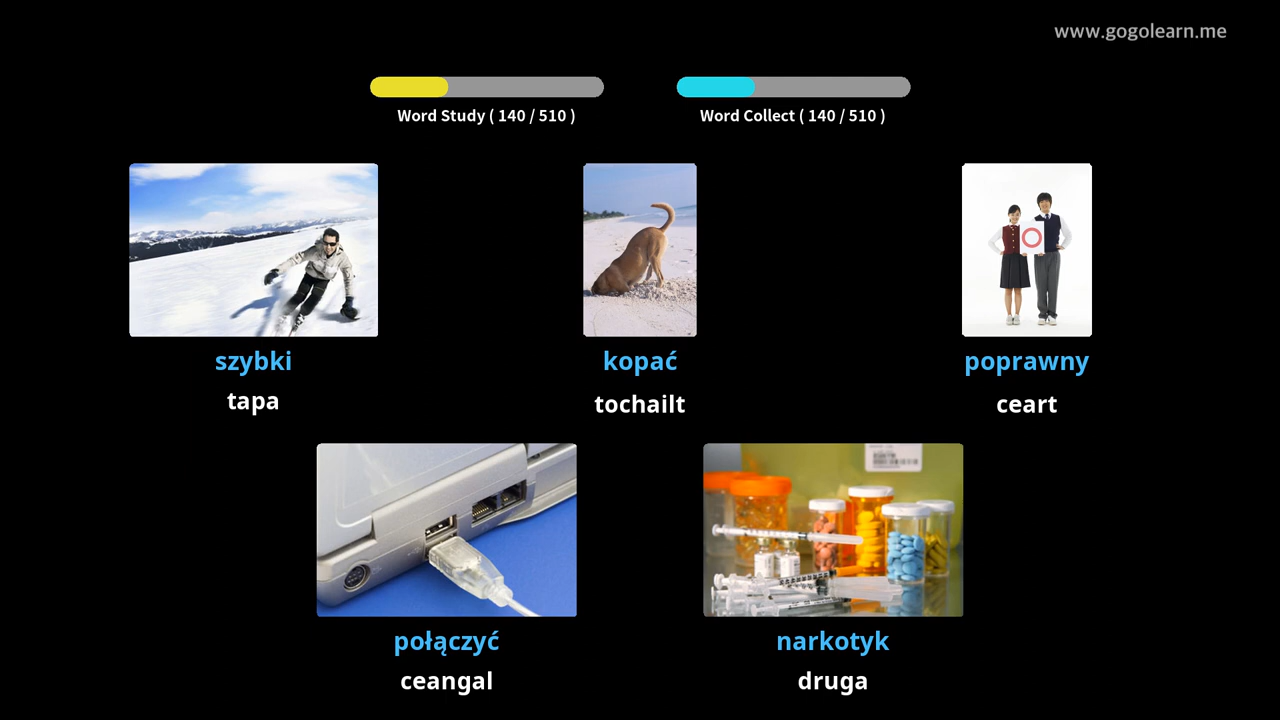 www.gogolearn.me
Word Study ( 140 / 510 )
Word Collect ( 140 / 510 )
szybki
tapa
kopać
tochailt
poprawny
ceart
połączyć
ceangal
narkotyk
druga